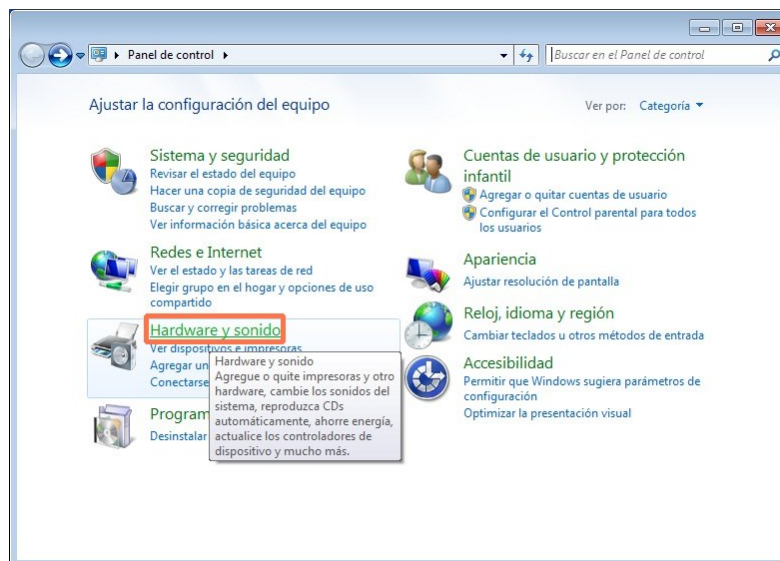 Panel de control
Buscar en el Panel de control
Ajustar la configuración del equipo
Ver por: Categoría
Sistema y seguridad
Revisar el estado del equipo
Hacer una copia de seguridad del equipo
Buscar y corregir problemas
Ver información básica acerca del equipo
Redes e Internet
Ver el estado y las tareas de red
Elegir grupo en el hogar y opciones de uso
compartido
Hardware y sonido
Ver dispositivos e impresoras
Agregar un
Conectarse
Hardware y sonido
Agregue o quite impresoras y otro
hardware, cambie los sonidos del
sistema, reproduzca CDs
automáticamente, ahorre energía,
actualice los controladores de
dispositivo y mucho más.
Program
Desinstalar
Cuentas de usuario y protección
infantil
Agregar o quitar cuentas de usuario
Configurar el Control parental para todos
los usuarios
Apariencia
Ajustar resolución de pantalla
Reloj, idioma y región
Cambiar teclados u otros métodos de entrada
Accesibilidad
Permitir que Windows sugiera parámetros de
configuración
Optimizar la presentación visual